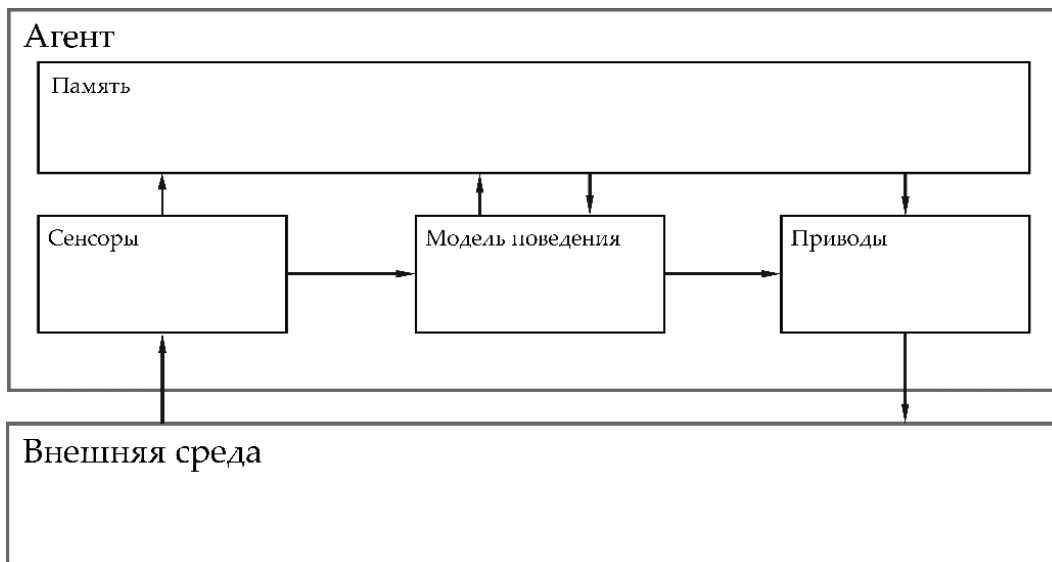 Агент
Память
Сенсоры
Модель поведения
Приводы
Внешняя среда